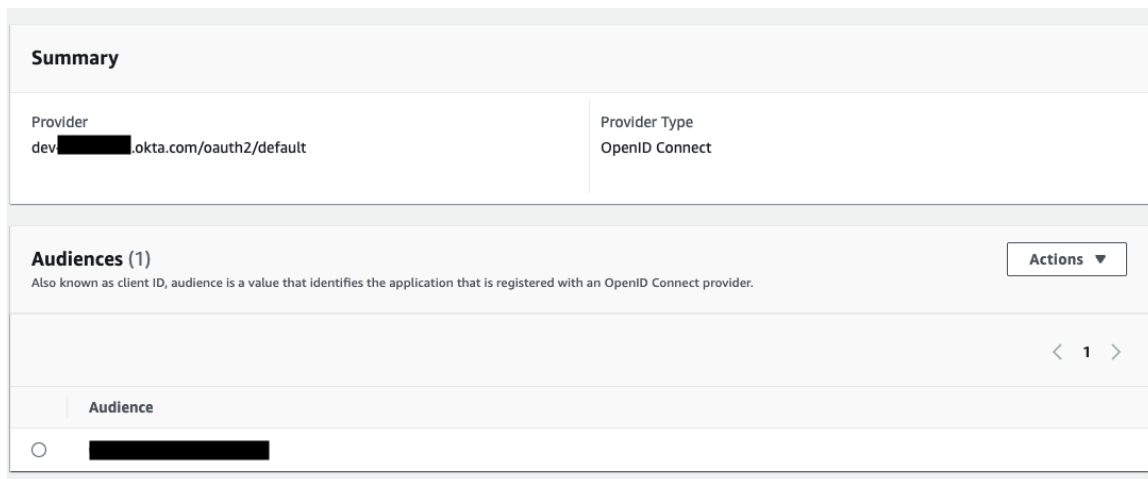 Summary
Provider
Provider Type
dev-
.okta.com/oauth2/default
OpenID Connect
Audiences (1)
Actions
Also known as client ID, audience is a value that identifies the application that is registered with an OpenID Connect provider.
1
Audience